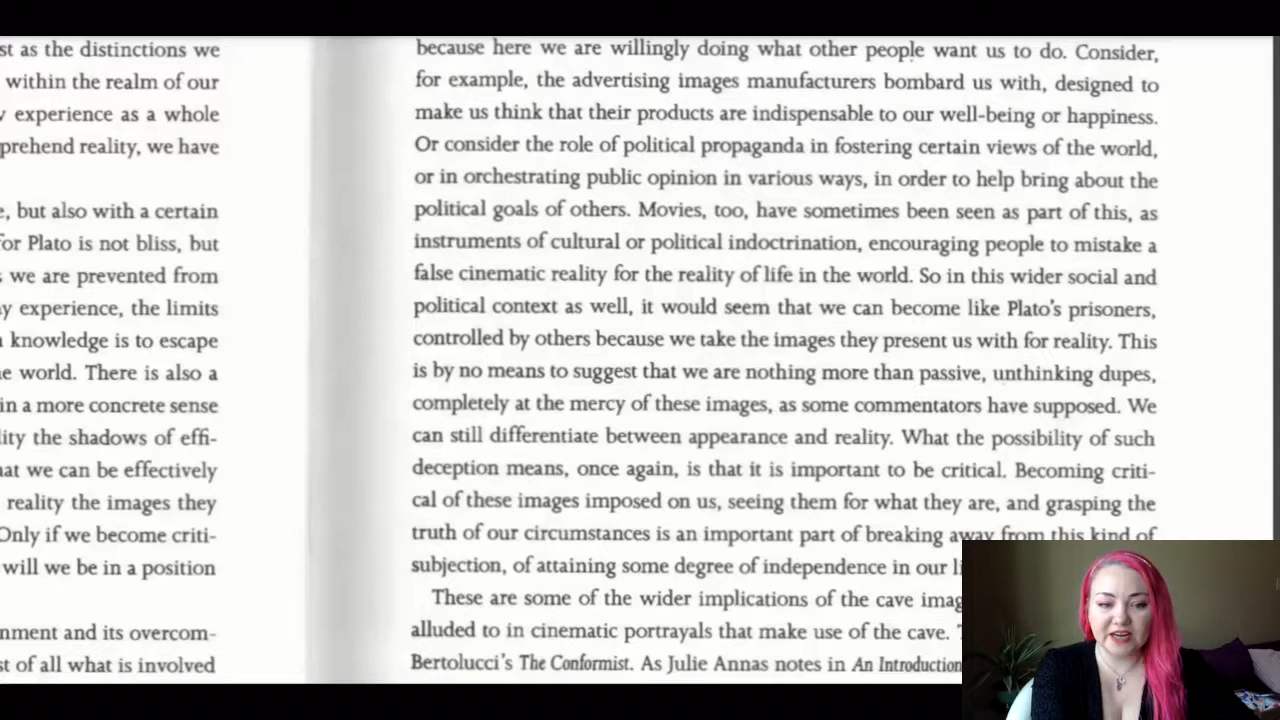 st as the distinctions we
within the realm of our
y experience as a whole
prehend reality, we have
e, but also with a certain
for Plato is not bliss, but
we are prevented from
y experience, the limits
knowledge is to escape
e world. There is also a
in a more concrete sense
lity the shadows of effi-
at we can be effectively
reality the images they
Only if we become criti-
will we be in a position
nment and its overcom-
st of all what is involved
because here we are willingly doing what other people want us to do. Consider,
for example, the advertising images manufacturers bombard us with, designed to
make us think that their products are indispensable to our well-being or happiness.
Or consider the role of political propaganda in fostering certain views of the world,
or in orchestrating public opinion in various ways, in order to help bring about the
political goals of others. Movies, too, have sometimes been seen as part of this, as
instruments of cultural or political indoctrination, encouraging people to mistake a
false cinematic reality for the reality of life in the world. So in this wider social and
political context as well, it would seem that we can become like Plato's prisoners,
controlled by others because we take the images they present us with for reality. This
is by no means to suggest that we are nothing more than passive, unthinking dupes,
completely at the mercy of these images, as some commentators have supposed. We
can still differentiate between appearance and reality. What the possibility of such
deception means, once again, is that it is important to be critical. Becoming criti-
cal of these images imposed on us, seeing them for what they are, and grasping the
truth of our circumstances is an important part of breaking away from this kind of
subjection, of attaining some degree of independence in our li
These are some of the wider implications of the cave imag
alluded to in cinematic portrayals that make use of the cave.
Bertolucci's The Conformist. As Julie Annas notes in An Introduction